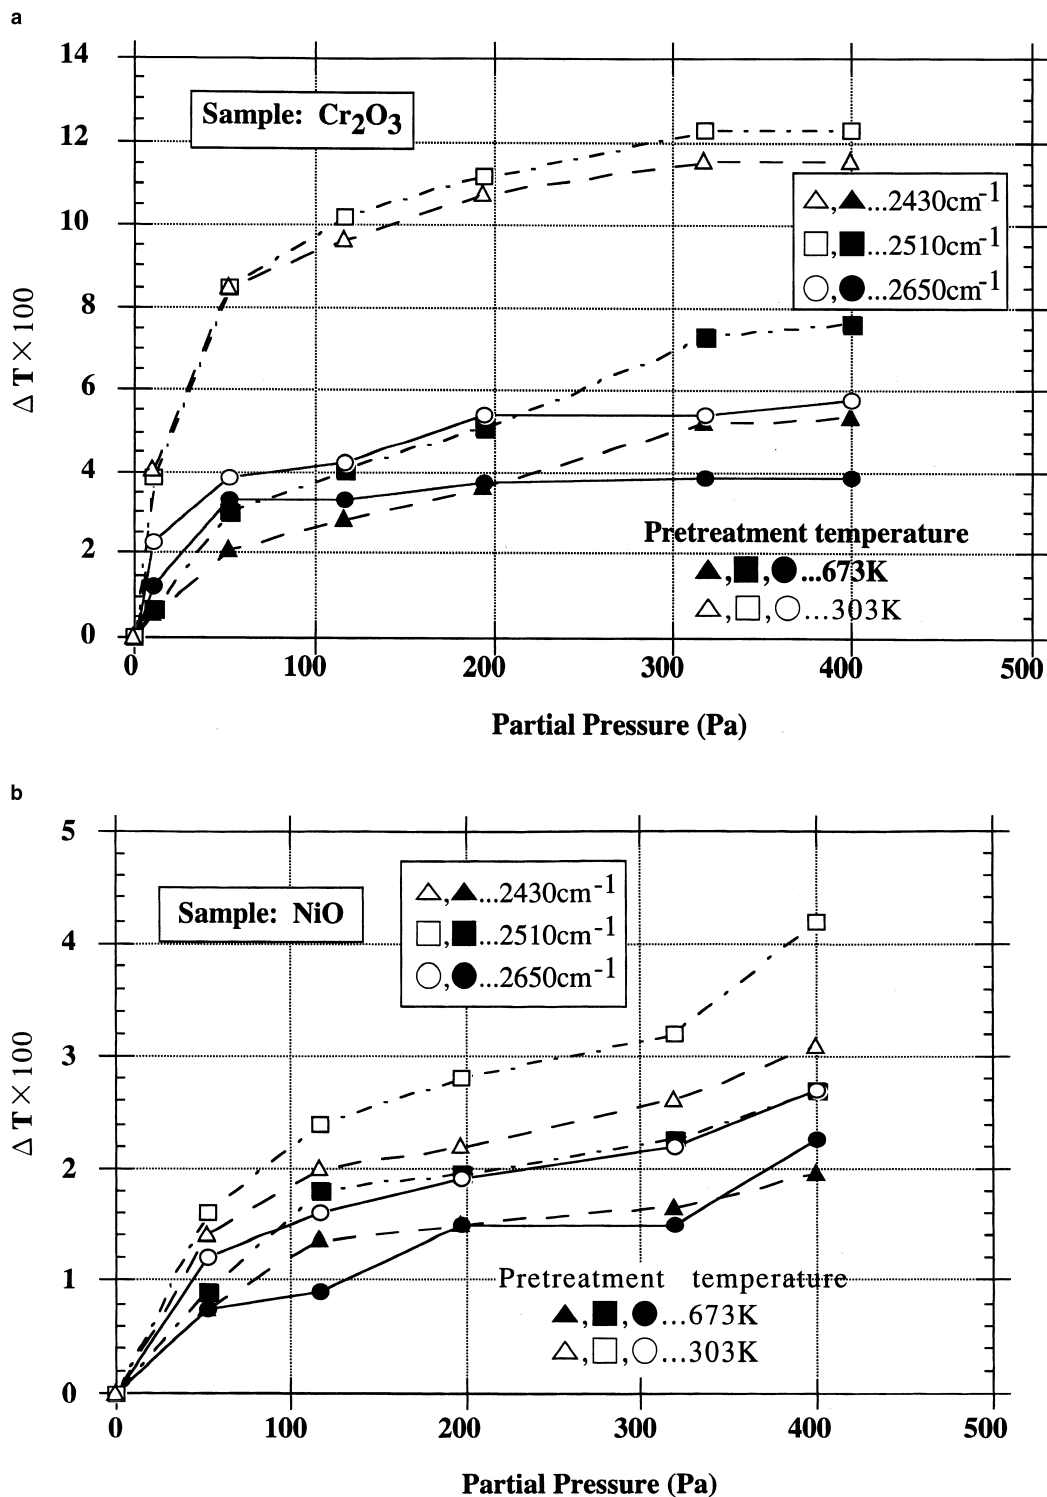 a
14
Sample: Cr2O3
12
△,▲...2430cm-1
10
□,■...2510cm-1
○,●...2650cm-1
8
Δ T×100
6
4
Pretreatment temperature
2
▲,■,●...673K
△,□,○...303K
0
0 100 200 300 400 500
Partial Pressure (Pa)
b
5
△,▲...2430cm-1
Sample: NiO
□,■...2510cm-1
4
○,●...2650cm-1
Δ T×100
3
2
1
Pretreatment temperature
▲,■,●...673K
△,□,○...303K
0
0 100 200 300 400 500
Partial Pressure (Pa)